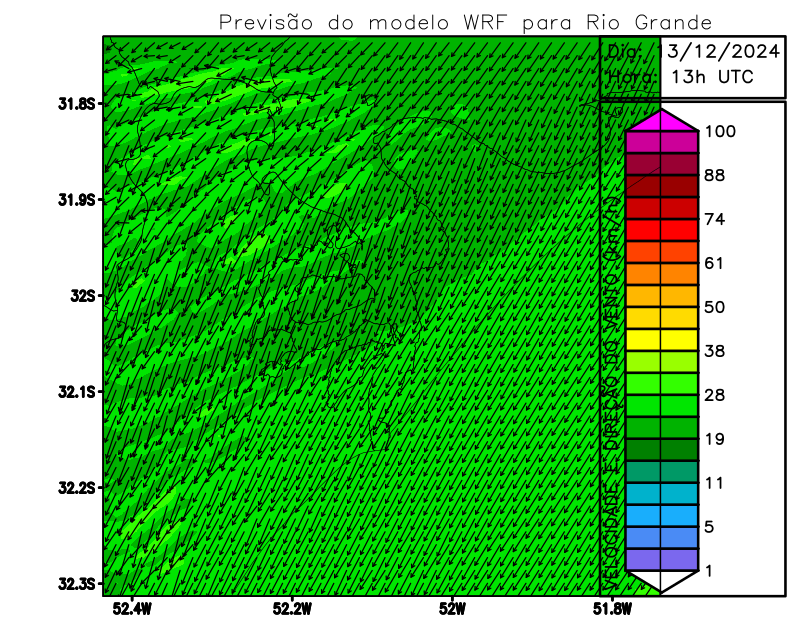 Previsão do modelo WRF para Rio Grande
Dia: 13/12/2024
Hora: 13h UTC
VELOCIDADE E DIREÇÃO DO VENTO (km/h)
100
88
74
61
50
38
28
19
11
5
1
31.8S
31.9S
32S
32.1S
32.2S
32.3S
52.4W
52.2W
52W
51.8W